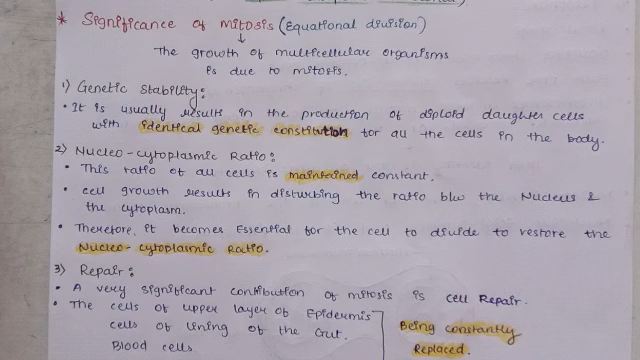 * Significance of mitosis (Equational division)
The growth of multicellular organisms
is due to mitosis.
1) Genetic Stability:
• It is usually results in the production of diploid daughter cells
with identical genetic constitution for all the cells in the body.
2) Nucleo-cytoplasmic Ratio:
• This ratio of all cells is maintained constant.
• cell growth results in disturbing the ratio blw the Nucleus &
the cytoplasm.
• Therefore, it becomes Essential for the cell to divide to restore the
Nucleo-cytoplasmic Ratio.
3) Repair:
• A very significant contribution of mitosis is cell Repair.
• The cells of upper layer of Epidermis
cells of lining of the Gut.
Blood cells
Being constantly
Replaced.